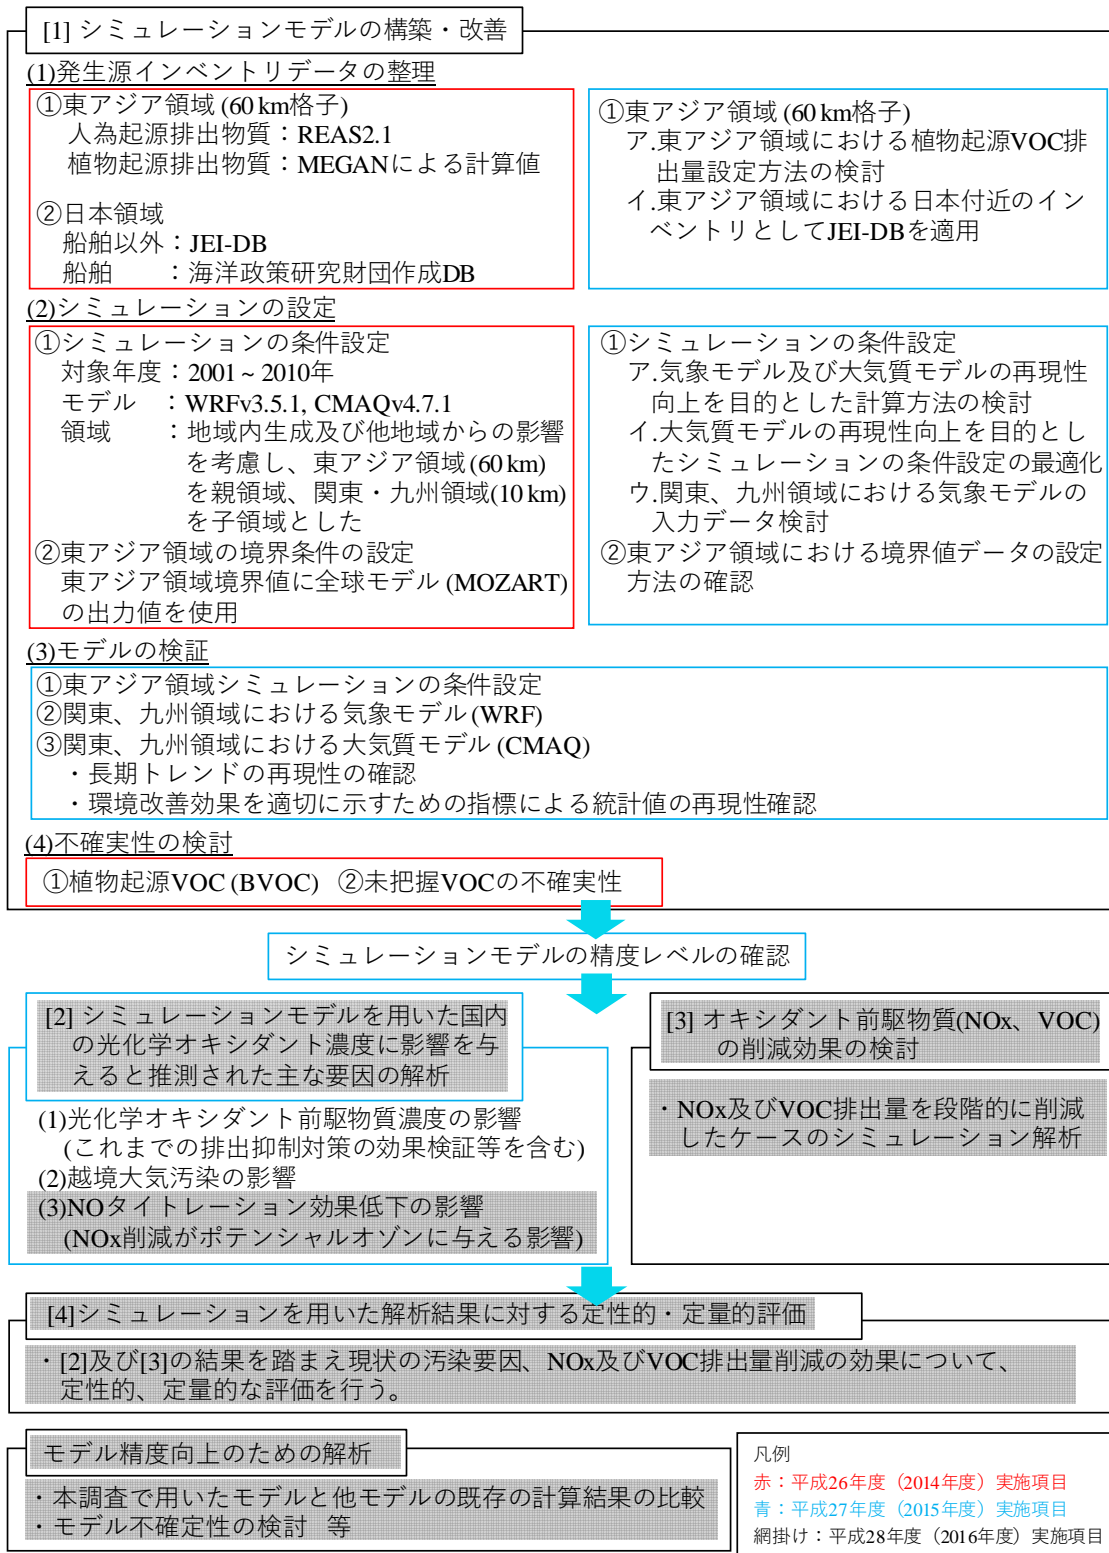 [1] シミュレーションモデルの構築・改善
(1)発生源インベントリデータの整理
①東アジア領域 (60 km格子)
人為起源排出物質：REAS2.1
植物起源排出物質：MEGANによる計算値
②日本領域
船舶以外：JEI-DB
船舶　　：海洋政策研究財団作成DB
①東アジア領域 (60 km格子)
ア.東アジア領域における植物起源VOC排
出量設定方法の検討
イ.東アジア領域における日本付近のイン
ベントリとしてJEI-DBを適用
(2)シミュレーションの設定
①シミュレーションの条件設定
対象年度：2001 ~ 2010年
モデル　：WRFv3.5.1, CMAQv4.7.1
領域　　：地域内生成及び他地域からの影響
を考慮し、東アジア領域 (60 km)
を親領域、関東・九州領域(10 km)
を子領域とした
②東アジア領域の境界条件の設定
東アジア領域境界値に全球モデル (MOZART)
の出力値を使用
①シミュレーションの条件設定
ア.気象モデル及び大気質モデルの再現性
向上を目的とした計算方法の検討
イ.大気質モデルの再現性向上を目的とし
たシミュレーションの条件設定の最適化
ウ.関東、九州領域における気象モデルの
入力データ検討
②東アジア領域における境界値データの設定
方法の確認
(3)モデルの検証
①東アジア領域シミュレーションの条件設定
②関東、九州領域における気象モデル (WRF)
③関東、九州領域における大気質モデル (CMAQ)
・長期トレンドの再現性の確認
・環境改善効果を適切に示すための指標による統計値の再現性確認
(4)不確実性の検討
①植物起源VOC (BVOC)　②未把握VOCの不確実性
シミュレーションモデルの精度レベルの確認
[2] シミュレーションモデルを用いた国内
の光化学オキシダント濃度に影響を与
えると推測された主な要因の解析
(1)光化学オキシダント前駆物質濃度の影響
(これまでの排出抑制対策の効果検証等を含む)
(2)越境大気汚染の影響
(3)NOタイトレーション効果低下の影響
(NOx削減がポテンシャルオゾンに与える影響)
[3] オキシダント前駆物質(NOx、VOC)
の削減効果の検討
・NOx及びVOC排出量を段階的に削減
したケースのシミュレーション解析
[4]シミュレーションを用いた解析結果に対する定性的・定量的評価
・[2]及び[3]の結果を踏まえ現状の汚染要因、NOx及びVOC排出量削減の効果について、
定性的、定量的な評価を行う。
モデル精度向上のための解析
・本調査で用いたモデルと他モデルの既存の計算結果の比較
・モデル不確定性の検討　等
凡例
赤：平成26年度（2014年度）実施項目
青：平成27年度（2015年度）実施項目
網掛け：平成28年度（2016年度）実施項目